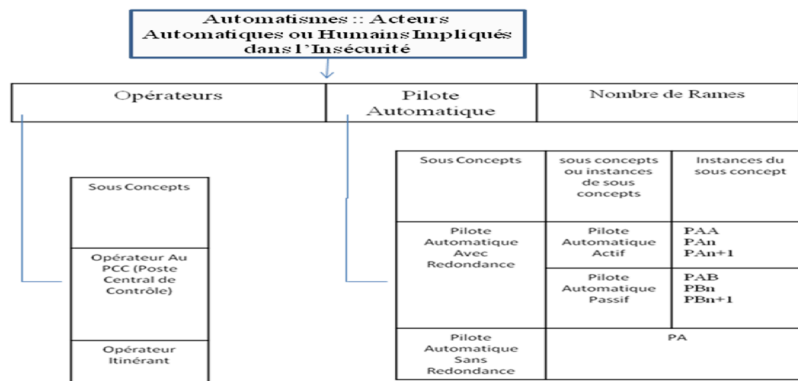 Automatismes :: Acteurs
Automatiques ou Humains Impliqués
dans l'Insécurité
Opérateurs
Pilote
Automatique
Nombre de Rames
Sous Concepts
Opérateur Au
PCC (Poste
Central de
Contrôle)
Opérateur
Itinérant
Sous Concepts
sous concepts
ou instances
de sous
concepts
Instances du
sous concept
Pilote
Automatique
Avec
Redondance
Pilote
Automatique
Actif
PAA
PAn
PAn+1
Pilote
Automatique
Passif
PAB
PBn
PBn+1
Pilote
Automatique
Sans
Redondance
PA